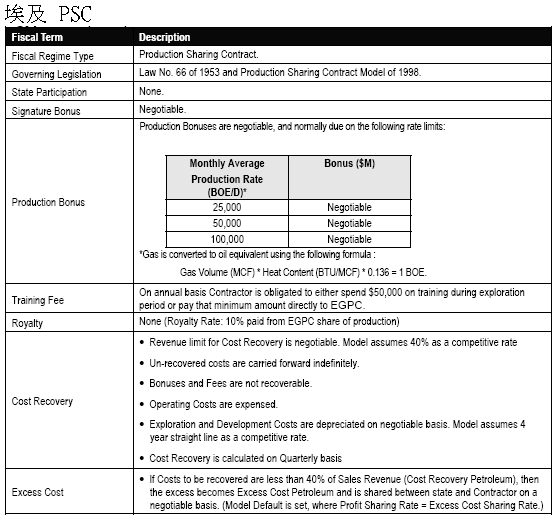 埃及 PSC
Fiscal Term Description
Fiscal Regime Type Production Sharing Contract.
Governing Legislation Law No. 66 of 1953 and Production Sharing Contract Model of 1998.
State Participation None.
Signature Bonus Negotiable.
Production Bonus
Production Bonuses are negotiable, and normally due on the following rate limits:
Monthly Average Production Rate (BOE/D)* Bonus ($M)
25,000 Negotiable
50,000 Negotiable
100,000 Negotiable
*Gas is converted to oil equivalent using the following formula :
Gas Volume (MCF) * Heat Content (BTU/MCF) * 0.136 = 1 BOE.
Training Fee
On annual basis Contractor is obligated to either spend $50,000 on training during exploration
period or pay that minimum amount directly to EGPC.
Royalty None (Royalty Rate: 10% paid from EGPC share of production)
Cost Recovery
• Revenue limit for Cost Recovery is negotiable. Model assumes 40% as a competitive rate
• Un-recovered costs are carried forward indefinitely.
• Bonuses and Fees are not recoverable.
• Operating Costs are expensed.
• Exploration and Development Costs are depreciated on negotiable basis. Model assumes 4
year straight line as a competitive rate.
• Cost Recovery is calculated on Quarterly basis
Excess Cost
• If Costs to be recovered are less than 40% of Sales Revenue (Cost Recovery Petroleum), then
the excess becomes Excess Cost Petroleum and is shared between state and Contractor on a
negotiable basis. (Model Default is set, where Profit Sharing Rate = Excess Cost Sharing Rate.)